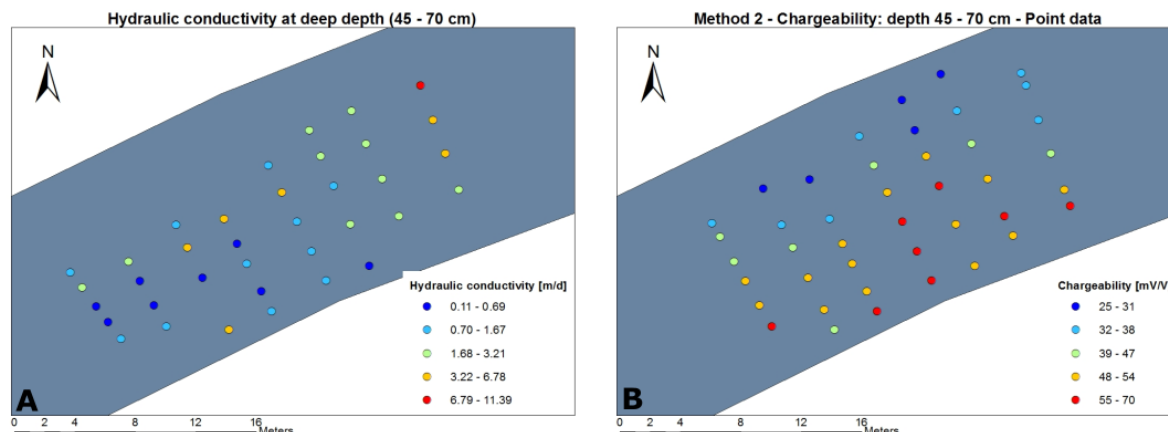 Hydraulic conductivity at deep depth (45 - 70 cm)
N
Hydraulic conductivity [m/d]
0.11 - 0.69
0.70 - 1.67
1.68 - 3.21
3.22 - 6.78
6.79 - 11.39
A
0 2 4 8 12 16
Meters
Method 2 - Chargeability: depth 45 - 70 cm - Point data
N
Chargeability [mV/V]
25 - 31
32 - 38
39 - 47
48 - 54
55 - 70
B
0 2 4 8 12 16
Meters